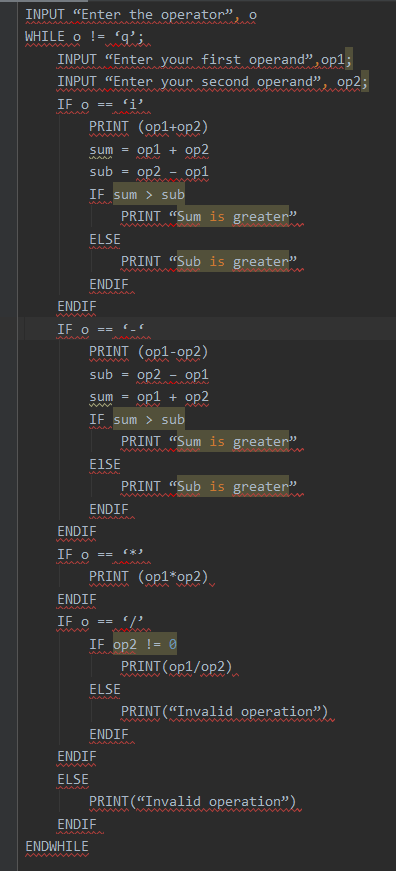 INPUT “Enter the operator”, o
WHILE o != ‘q’;
INPUT “Enter your first operand”,op1;
INPUT “Enter your second operand”, op2;
IF o == ‘i’
PRINT (op1+op2)
sum = op1 + op2
sub = op2 – op1
IF sum > sub
PRINT “Sum is greater”
ELSE
PRINT “Sub is greater”
ENDIF
ENDIF
IF o == ‘-‘
PRINT (op1-op2)
sub = op2 – op1
sum = op1 + op2
IF sum > sub
PRINT “Sum is greater”
ElSE
PRINT “Sub is greater”
ENDIF
ENDIF
IF o == ‘*’
PRINT (op1*op2)
ENDIF
IF o == ‘/’
IF op2 != 0
PRINT(op1/op2)
ELSE
PRINT(“Invalid operation”)
ENDIF
ENDIF
ELSE
PRINT(“Invalid operation”)
ENDIF
ENDWHILE